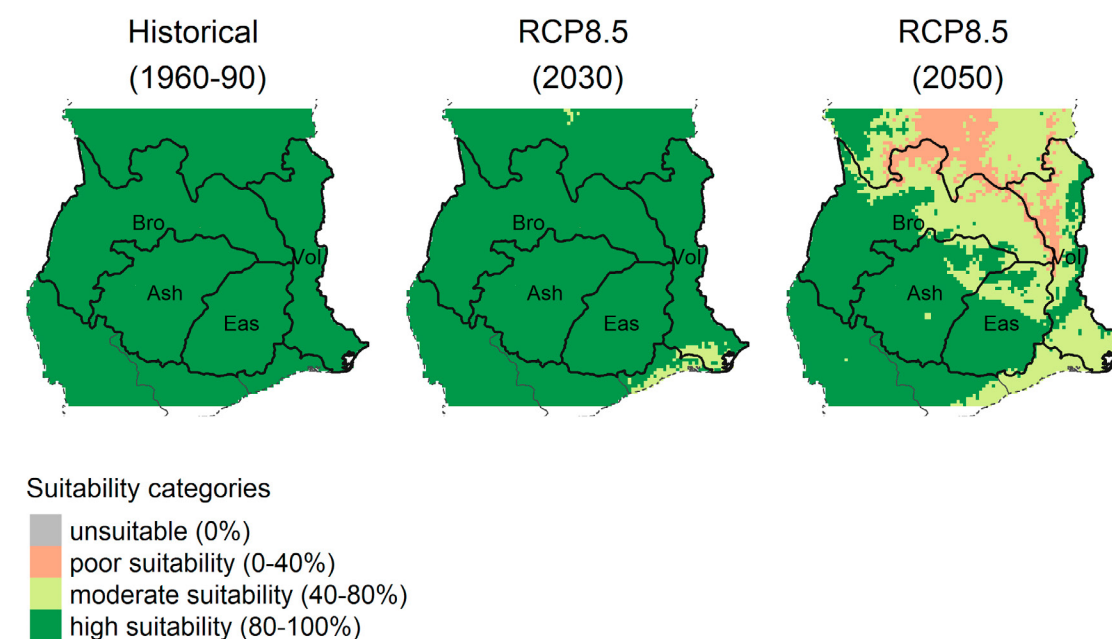 Historical
(1960-90)
RCP8.5
(2030)
RCP8.5
(2050)
Bro
Vol
Ash
Eas
Bro
Vol
Ash
Eas
Bro
Vol
Ash
Eas
Suitability categories
unsuitable (0%)
poor suitability (0-40%)
moderate suitability (40-80%)
high suitability (80-100%)